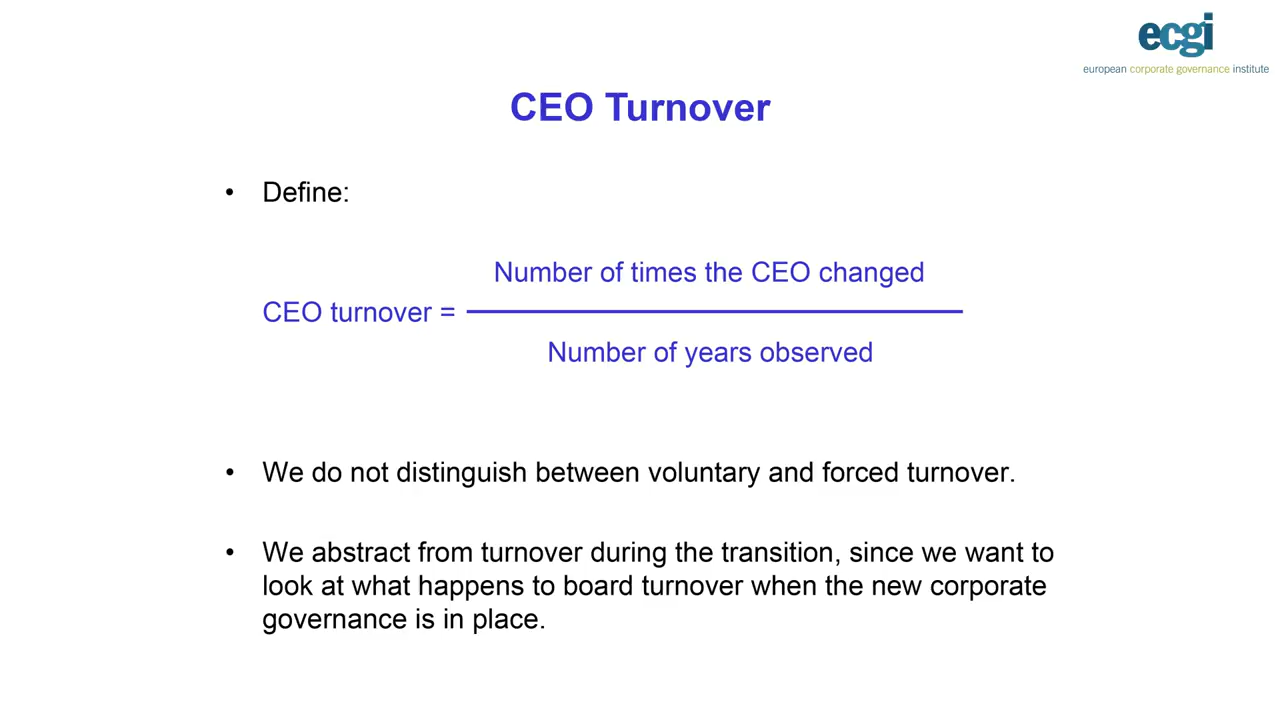 ecgi
european corporate governance institute
CEO Turnover
• Define:
Number of times the CEO changed
CEO turnover =
Number of years observed
• We do not distinguish between voluntary and forced turnover.
• We abstract from turnover during the transition, since we want to
look at what happens to board turnover when the new corporate
governance is in place.